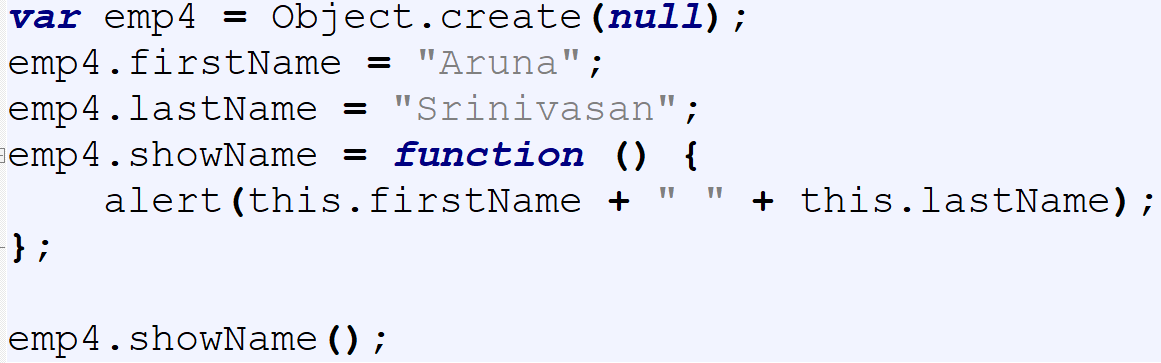 var emp4 = Object.create(null);
emp4.firstName = "Aruna";
emp4.lastName = "Srinivasan";
emp4.showName = function () {
    alert(this.firstName + " " + this.lastName);
};
emp4.showName();